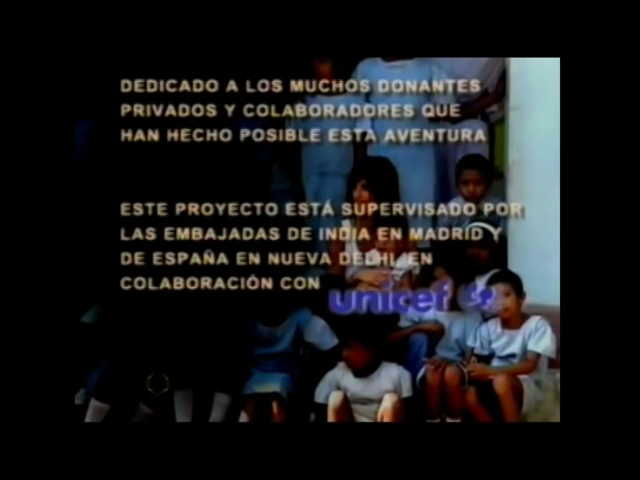 DEDICADO A LOS MUCHOS DONANTES
PRIVADOS Y COLABORADORES QUE
HAN HECHO POSIBLE ESTA AVENTURA
ESTE PROYECTO ESTÁ SUPERVISADO POR
LAS EMBAJADAS DE INDIA EN MADRID Y
DE ESPAÑA EN NUEVA DELHI, EN
COLABORACIÓN CON unicef